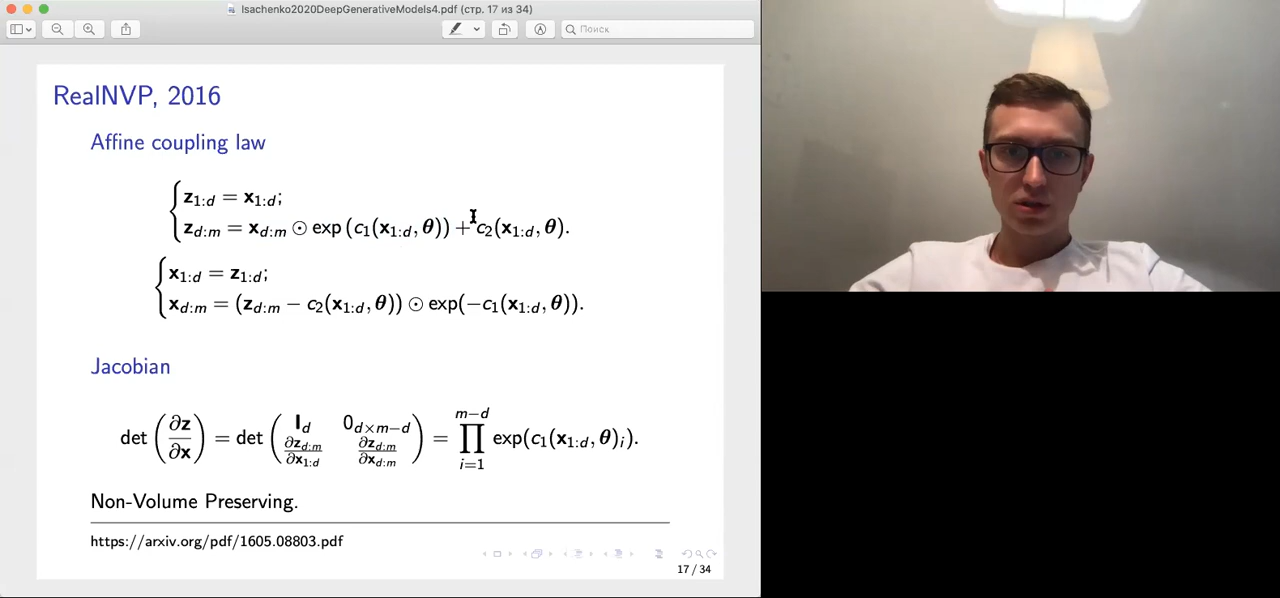 Isachenko2020DeepGenerativeModels4.pdf (стр. 17 из 34)
Поиск
RealNVP, 2016
Affine coupling law
{ z_{1:d} = x_{1:d};
z_{d:m} = x_{d:m} ⊙ exp (c_1(x_{1:d}, θ)) + c_2(x_{1:d}, θ).
{ x_{1:d} = z_{1:d};
x_{d:m} = (z_{d:m} − c_2(x_{1:d}, θ)) ⊙ exp(−c_1(x_{1:d}, θ)).
Jacobian
det (∂z/∂x) = det ( I_d 0_{d×m−d} ; ∂z_{d:m}/∂x_{1:d} ∂z_{d:m}/∂x_{d:m} ) = ∏_{i=1}^{m−d} exp(c_1(x_{1:d}, θ)_i).
Non-Volume Preserving.
https://arxiv.org/pdf/1605.08803.pdf
17 / 34